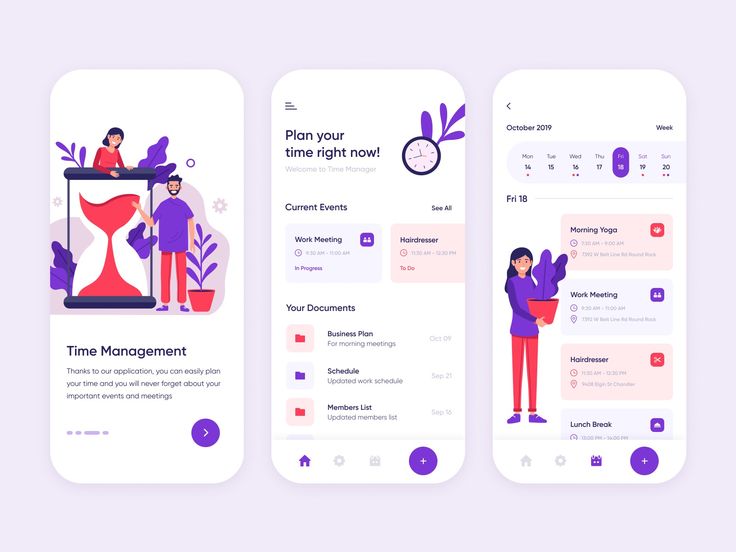 Time Management
Thanks to our application, you can easily plan
your time and you will never forget about your
important events and meetings
Plan your
time right now!
Welcome to Time Manager
Current Events
See All
Work Meeting
9:30 AM - 11:00 AM
In Progress
Hairdresser
11:30 AM - 12:30 PM
To Do
Your Documents
Business Plan
For morning meetings
Oct 09
Schedule
Updated work schedule
Sep 21
Members List
Updated members list
Sep 16
October 2019
Week
Mon Tue Wed Thu Fri Sat Sun
14 15 16 17 18 19 20
Fri 18
Morning Yoga
7:30 AM - 9:00 AM
7392 W Belt Line Rd Round Rock
Work Meeting
9:30 AM - 11:00 AM
7392 W Belt Line Rd Round Rock
Hairdresser
11:30 AM - 12:30 PM
9408 Elgin St Chandler
Lunch Break
13:00 PM - 14:00 PM